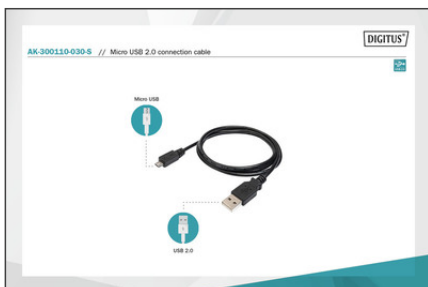 DIGITUS®
AK-300110-030-S // Micro USB 2.0 connection cable
Micro USB
USB 2.0